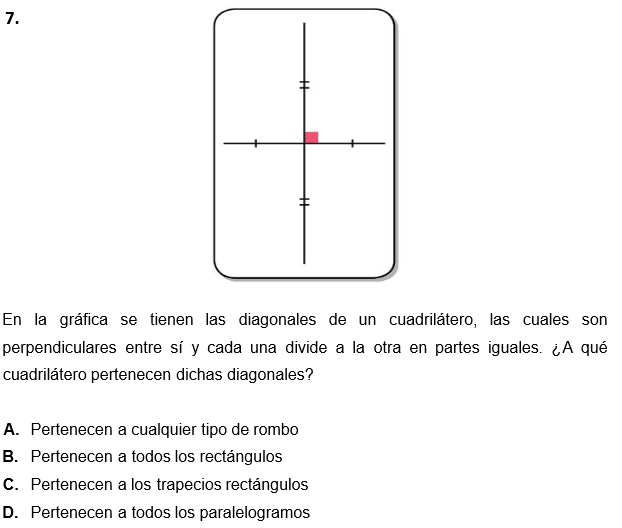 7.
En la gráfica se tienen las diagonales de un cuadrilátero, las cuales son
perpendiculares entre sí y cada una divide a la otra en partes iguales. ¿A qué
cuadrilátero pertenecen dichas diagonales?
A. Pertenecen a cualquier tipo de rombo
B. Pertenecen a todos los rectángulos
C. Pertenecen a los trapecios rectángulos
D. Pertenecen a todos los paralelogramos